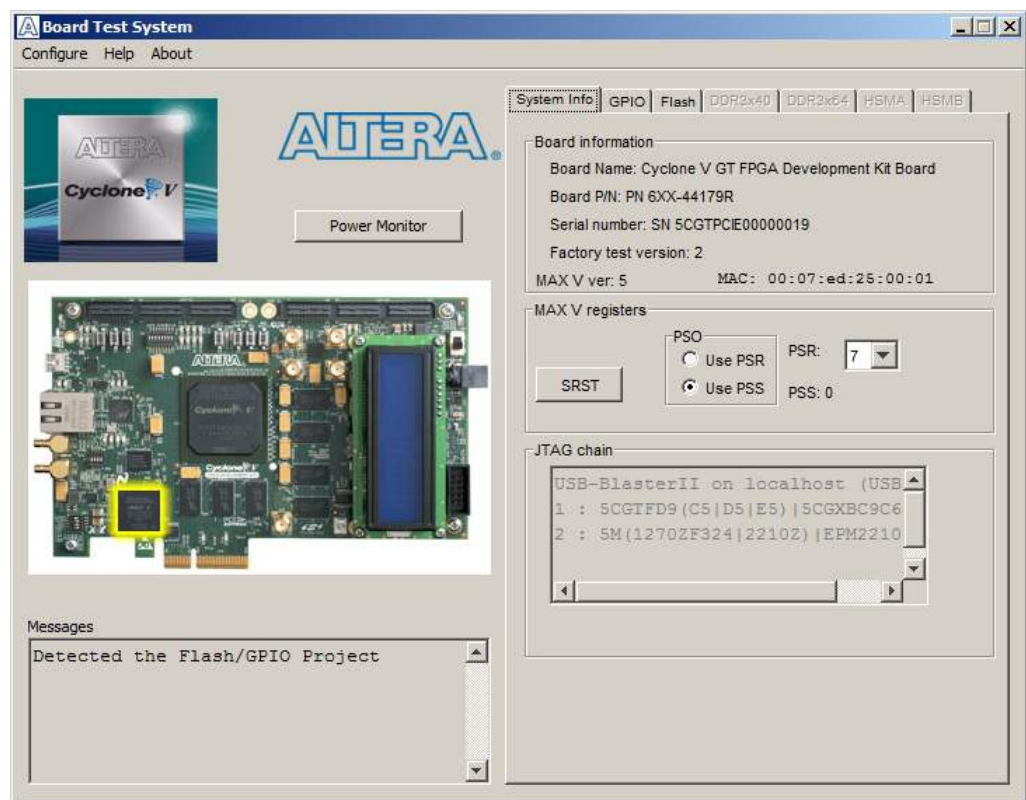 Board Test System
Configure Help About
ALTERA
Cyclone V
ALTERA®
Power Monitor
ALTERA
Cyclone V
Cyclone V
Messages
Detected the Flash/GPIO Project
System Info GPIO Flash DDR3x40 DDR3x64 HSMA HSMB
Board information
Board Name: Cyclone V GT FPGA Development Kit Board
Board P/N: PN 6XX-44179R
Serial number: SN 5CGTPCIE00000019
Factory test version: 2
MAX V ver: 5 MAC: 00:07:ed:25:00:01
MAX V registers
SRST
PSO
Use PSR
Use PSS
PSR: 7
PSS: 0
JTAG chain
USB-BlasterII on localhost (USB
1 : 5CGTFD9(C5|D5|E5)|5CGXBC9C6
2 : 5M(1270ZF324|2210Z)|EPM2210